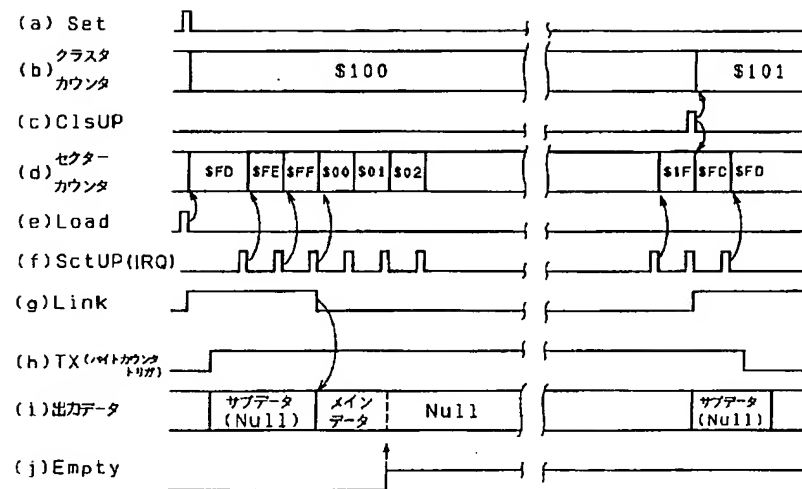 (a) Set
(b) クラスタ カウンタ $100 $101
(c) ClsUP
(d) セクター カウンタ $FD $FE $FF $00 $01 $02 $1F $FC $FD
(e) Load
(f) SctUP(IRQ)
(g) Link
(h) TX(バイトカウンタ トリガ)
(i) 出力データ サブデータ (Null) メイン データ Null サブデータ (Null)
(j) Empty